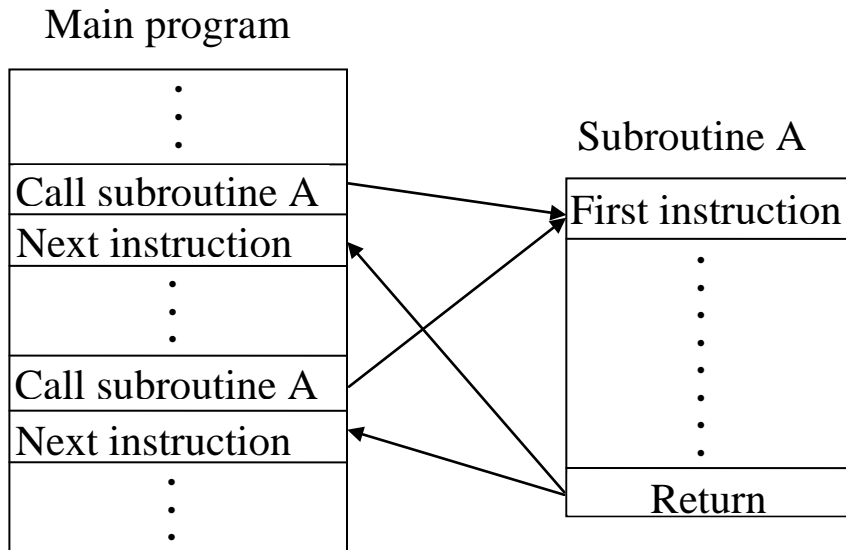 Main program
Call subroutine A
Next instruction
Call subroutine A
Next instruction
Subroutine A
First instruction
Return